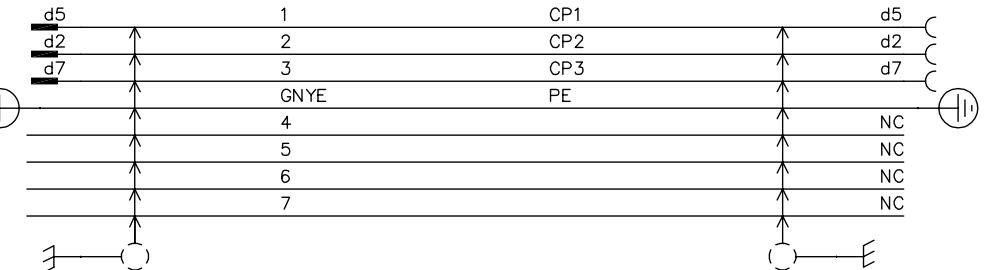 d5 1 CP1 d5
d2 2 CP2 d2
d7 3 CP3 d7
GNYE PE
4 NC
5 NC
6 NC
7 NC